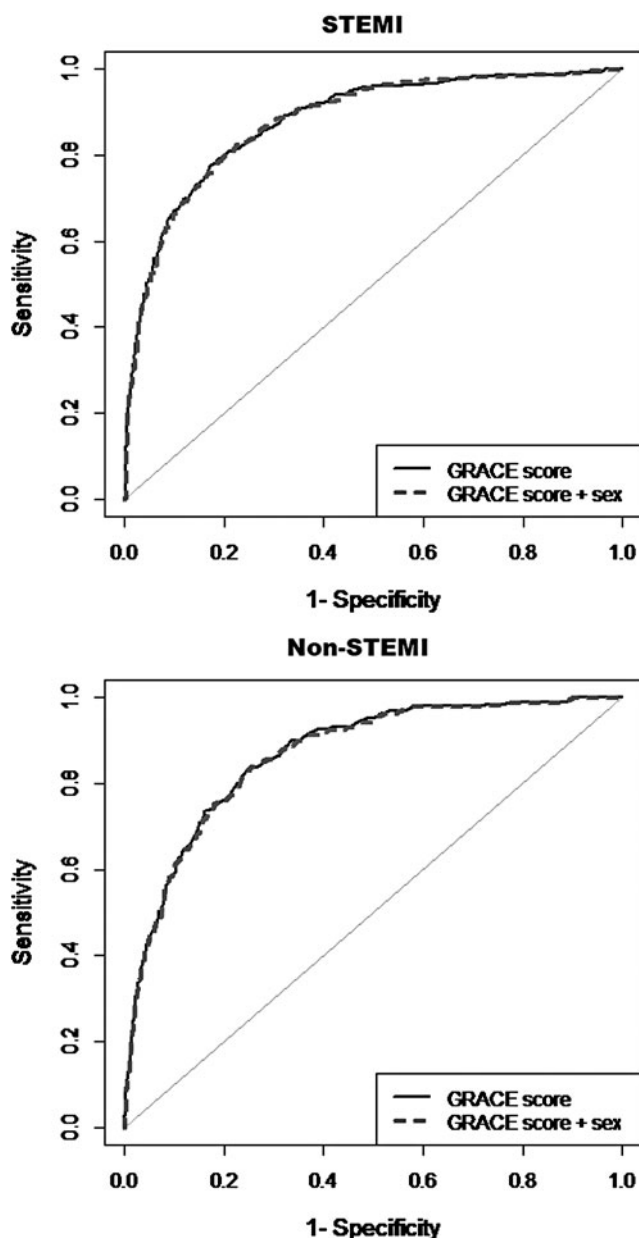 STEMI
1.0
0.8
0.6
0.4
0.2
0.0
Sensitivity
GRACE score
GRACE score + sex
0.0 0.2 0.4 0.6 0.8 1.0
1- Specificity
Non-STEMI
1.0
0.8
0.6
0.4
0.2
0.0
Sensitivity
GRACE score
GRACE score + sex
0.0 0.2 0.4 0.6 0.8 1.0
1- Specificity